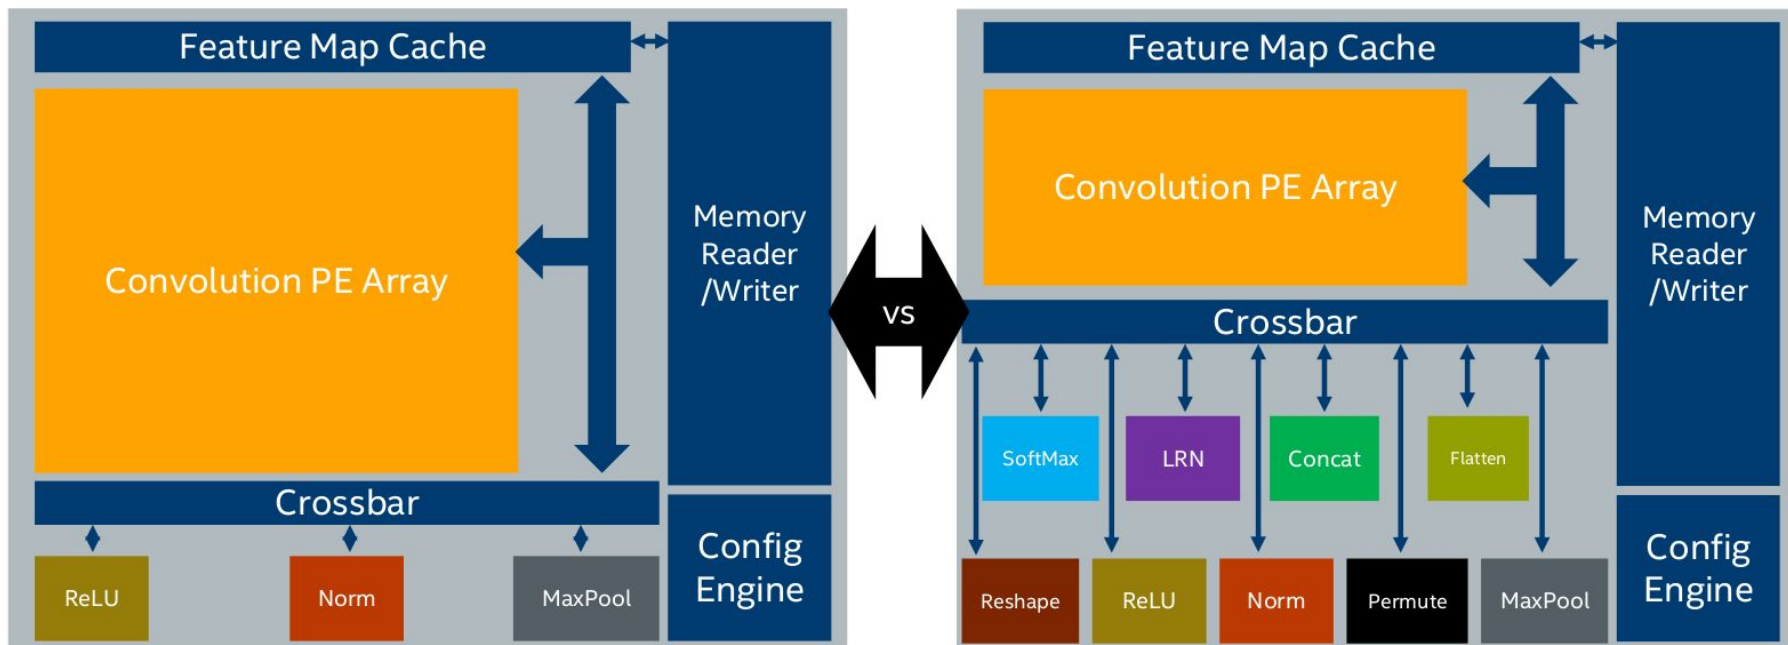 Feature Map Cache
Convolution PE Array
Memory
Reader
/Writer
Crossbar
Config
Engine
ReLU
Norm
MaxPool
vs
Feature Map Cache
Convolution PE Array
Memory
Reader
/Writer
Crossbar
SoftMax
LRN
Concat
Flatten
Config
Engine
Reshape
ReLU
Norm
Permute
MaxPool